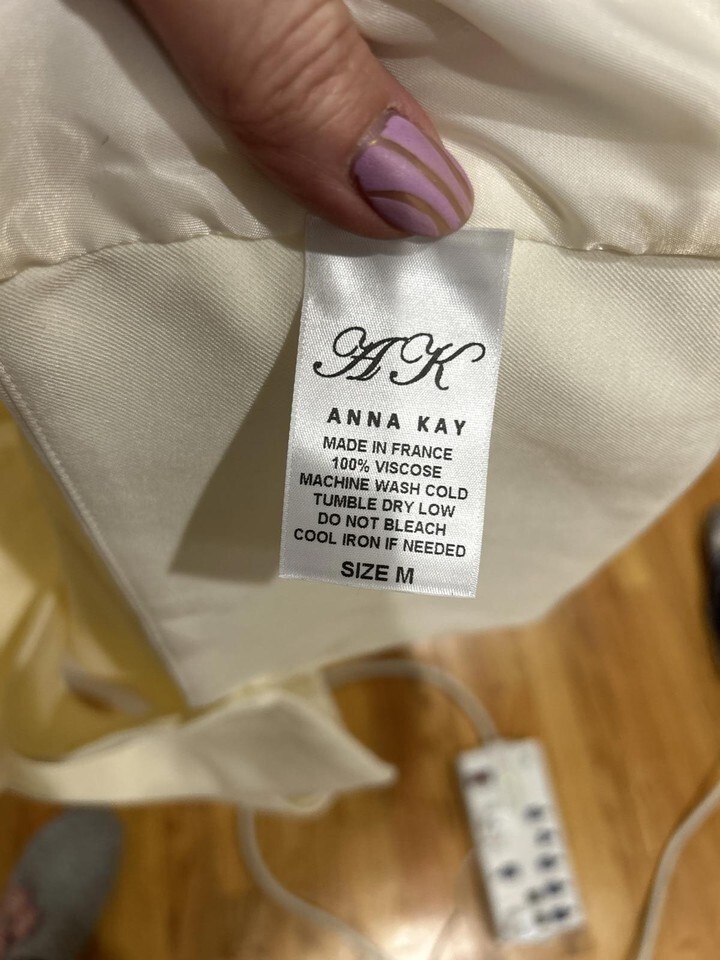 AK
ANNA KAY
MADE IN FRANCE
100% VISCOSE
MACHINE WASH COLD
TUMBLE DRY LOW
DO NOT BLEACH
COOL IRON IF NEEDED
SIZE M